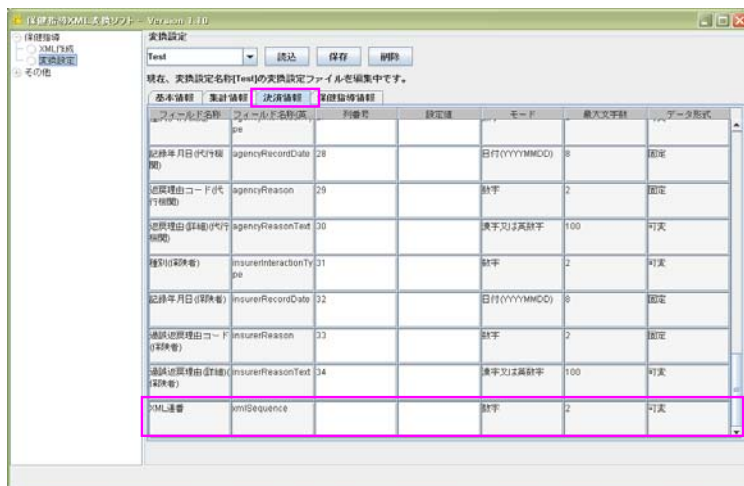 保健指導XML変換ソフト - Version 1.10
保健指導
XML作成
変換設定
その他
変換設定
Test
読込
保存
削除
現在、変換設定名称[Test]の変換設定ファイルを編集中です。
基本情報 集計情報 決済情報 保健指導情報
フィールド名称 フィールド名称(英 列番号 設定値 モード 最大文字数 データ形式
pe
記録年月日(代行機関) agencyRecordDate 28 日付(YYYYMMDD) 8 固定
返戻理由コード(代行機関) agencyReason 29 数字 2 固定
返戻理由(詳細)(代行機関) agencyReasonText 30 漢字又は英数字 100 可変
種別(保険者) insurerInteractionType 31 数字 2 可変
記録年月日(保険者) insurerRecordDate 32 日付(YYYYMMDD) 8 固定
過誤返戻理由コード(保険者) insurerReason 33 数字 2 固定
過誤返戻理由(詳細)(保険者) insurerReasonText 34 漢字又は英数字 100 可変
XML連番 xmlSequence 数字 2 可変